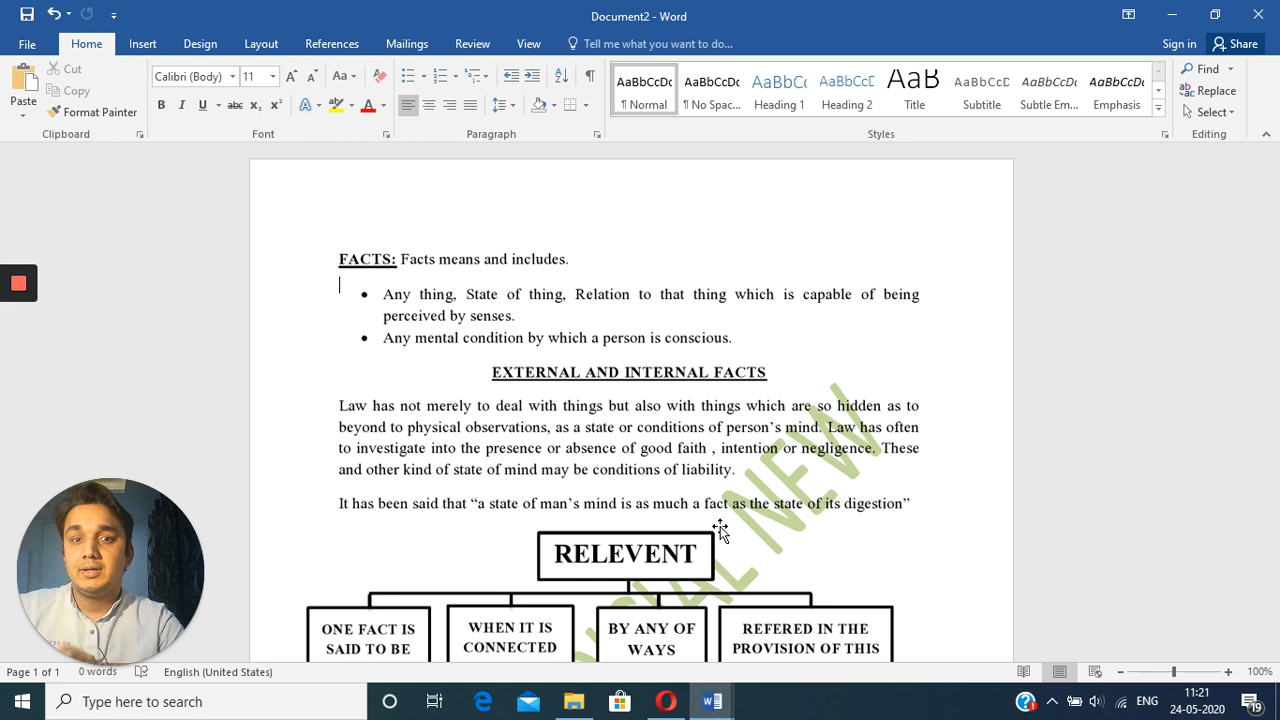 Document2 - Word
File Home Insert Design Layout References Mailings Review View Tell me what you want to do... Sign in Share
Paste
Cut
Copy
Format Painter
Clipboard
Calibri (Body) 11
Font
Paragraph
AaBbCcDc AaBbCcDc AaBbC AaBbCcD AaB AaBbCcD AaBbCcDc AaBbCcDc
¶ Normal ¶ No Spac... Heading 1 Heading 2 Title Subtitle Subtle Em... Emphasis
Styles
Find
Replace
Select
Editing
FACTS: Facts means and includes.
• Any thing, State of thing, Relation to that thing which is capable of being
perceived by senses.
• Any mental condition by which a person is conscious.
EXTERNAL AND INTERNAL FACTS
Law has not merely to deal with things but also with things which are so hidden as to
beyond to physical observations, as a state or conditions of person’s mind. Law has often
to investigate into the presence or absence of good faith , intention or negligence. These
and other kind of state of mind may be conditions of liability.
It has been said that “a state of man’s mind is as much a fact as the state of its digestion”
RELEVENT
ONE FACT IS
SAID TO BE
WHEN IT IS
CONNECTED
BY ANY OF
WAYS
REFERED IN THE
PROVISION OF THIS
NEW
Page 1 of 1 0 words English (United States) 100%
Type here to search
ENG
11:21
24-05-2020
19